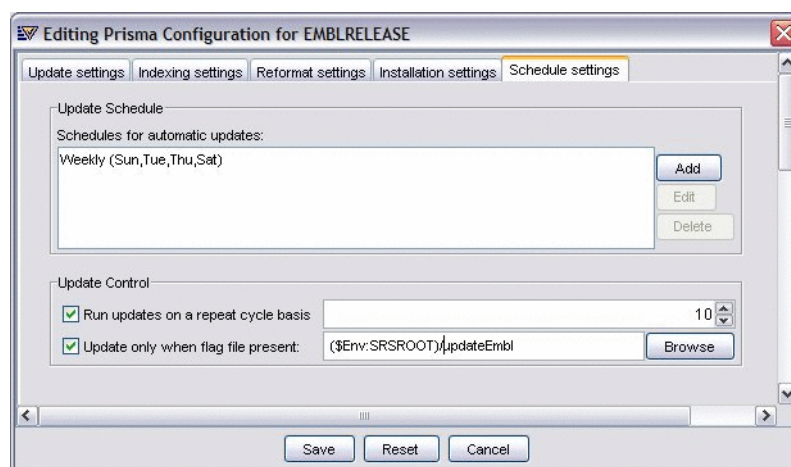 Editing Prisma Configuration for EMBLRELEASE
Update settings Indexing settings Reformat settings Installation settings Schedule settings
Update Schedule
Schedules for automatic updates:
Weekly (Sun,Tue,Thu,Sat)
Add
Edit
Delete
Update Control
Run updates on a repeat cycle basis 10
Update only when flag file present: ($Env:SRSROOT)/updateEmbl Browse
Save Reset Cancel